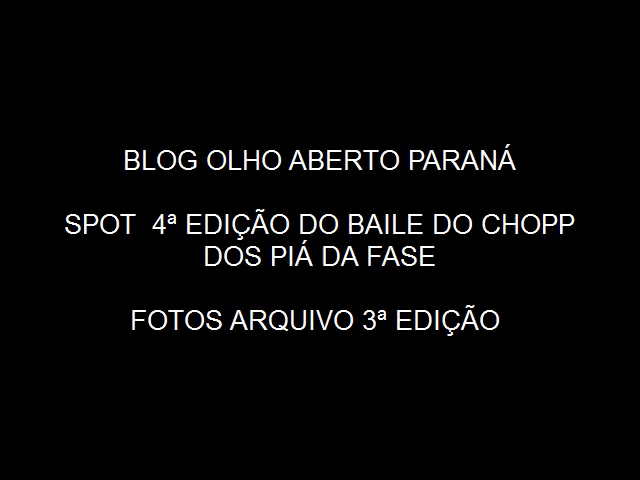 BLOG OLHO ABERTO PARANÁ
SPOT  4ª EDIÇÃO DO BAILE DO CHOPP
DOS PIÁ DA FASE
FOTOS ARQUIVO 3ª EDIÇÃO